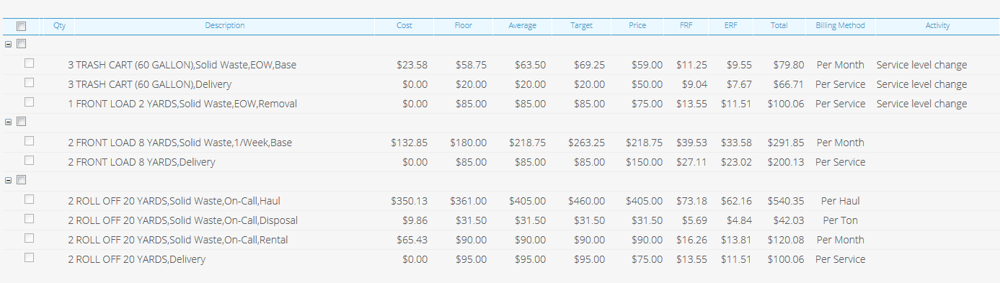 Qty Description Cost Floor Average Target Price FRF ERF Total Billing Method Activity
3 TRASH CART (60 GALLON),Solid Waste,EOW,Base $23.58 $58.75 $63.50 $69.25 $59.00 $11.25 $9.55 $79.80 Per Month Service level change
3 TRASH CART (60 GALLON),Delivery $0.00 $20.00 $20.00 $20.00 $50.00 $9.04 $7.67 $66.71 Per Service Service level change
1 FRONT LOAD 2 YARDS,Solid Waste,EOW,Removal $0.00 $85.00 $85.00 $85.00 $75.00 $13.55 $11.51 $100.06 Per Service Service level change
2 FRONT LOAD 8 YARDS,Solid Waste,1/Week,Base $132.85 $180.00 $218.75 $263.25 $218.75 $39.53 $33.58 $291.85 Per Month
2 FRONT LOAD 8 YARDS,Delivery $0.00 $85.00 $85.00 $85.00 $150.00 $27.11 $23.02 $200.13 Per Service
2 ROLL OFF 20 YARDS,Solid Waste,On-Call,Haul $350.13 $361.00 $405.00 $460.00 $405.00 $73.18 $62.16 $540.35 Per Haul
2 ROLL OFF 20 YARDS,Solid Waste,On-Call,Disposal $9.86 $31.50 $31.50 $31.50 $31.50 $5.69 $4.84 $42.03 Per Ton
2 ROLL OFF 20 YARDS,Solid Waste,On-Call,Rental $65.43 $90.00 $90.00 $90.00 $90.00 $16.26 $13.81 $120.08 Per Month
2 ROLL OFF 20 YARDS,Delivery $0.00 $95.00 $95.00 $95.00 $75.00 $13.55 $11.51 $100.06 Per Service